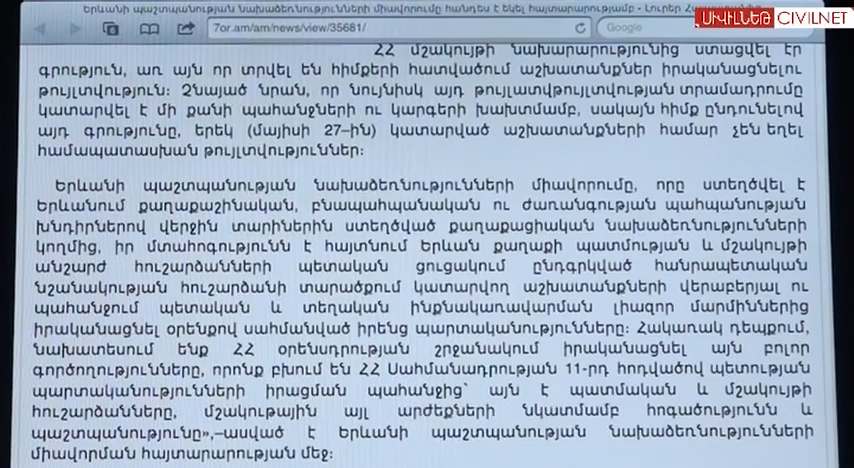 Երևանի պաշտպանության նախաձեռնությունների միավորումը հանդես է եկել հայտարարությամբ - Լուրեր
ՍԻՎԻԼՆԵԹ CIVILNET
7or.am/am/news/view/35681/
Google
ՀՀ մշակույթի նախարարությունից ստացվել էր
գրություն, առ այն որ տրվել են հիմքերի հատվածում աշխատանքներ իրականացնելու
թույլտվություն: Չնայած նրան, որ նույնիսկ այդ թույլատվթույլտվության տրամադրումը
կատարվել է մի քանի պահանջների ու կարգերի խախտմամբ, սակայն հիմք ընդունելով
այդ գրությունը, երեկ (մայիսի 27–ին) կատարված աշխատանքների համար չեն եղել
համապատասխան թույլտվություններ:
Երևանի պաշտպանության նախաձեռնությունների միավորումը, որը ստեղծվել է
Երևանում քաղաքաշինական, բնապահպանական ու ժառանգության պահպանության
խնդիրներով վերջին տարիներին ստեղծված քաղաքացիական նախաձեռնությունների
կողմից, իր մտահոգությունն է հայտնում Երևան քաղաքի պատմության և մշակույթի
անշարժ հուշարձանների պետական ցուցակում ընդգրկված հանրապետական
նշանակության հուշարձանի տարածքում կատարվող աշխատանքների վերաբերյալ ու
պահանջում պետական և տեղական ինքնակառավարման լիազոր մարմիններից
իրականացնել օրենքով սահմանված իրենց պարտականությունները: Հակառակ դեպքում,
նախատեսում ենք ՀՀ օրենսդրության շրջանակում իրականացնել այն բոլոր
գործողությունները, որոնք բխում են ՀՀ Սահմանադրության 11-րդ հոդվածով պետության
պարտականությունների իրացման պահանջից՝ այն է պատմական և մշակույթի
հուշարձանները, մշակութային այլ արժեքների նկատմամբ հոգածությունն և
պաշտպանությունը»,–ասված է Երևանի պաշտպանության նախաձեռնությունների
միավորման հայտարարության մեջ: